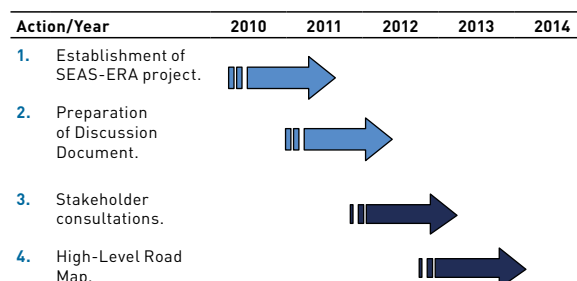 Action/Year 2010 2011 2012 2013 2014
1. Establishment of
SEAS-ERA project.
2. Preparation
of Discussion
Document.
3. Stakeholder
consultations.
4. High-Level Road
Map.